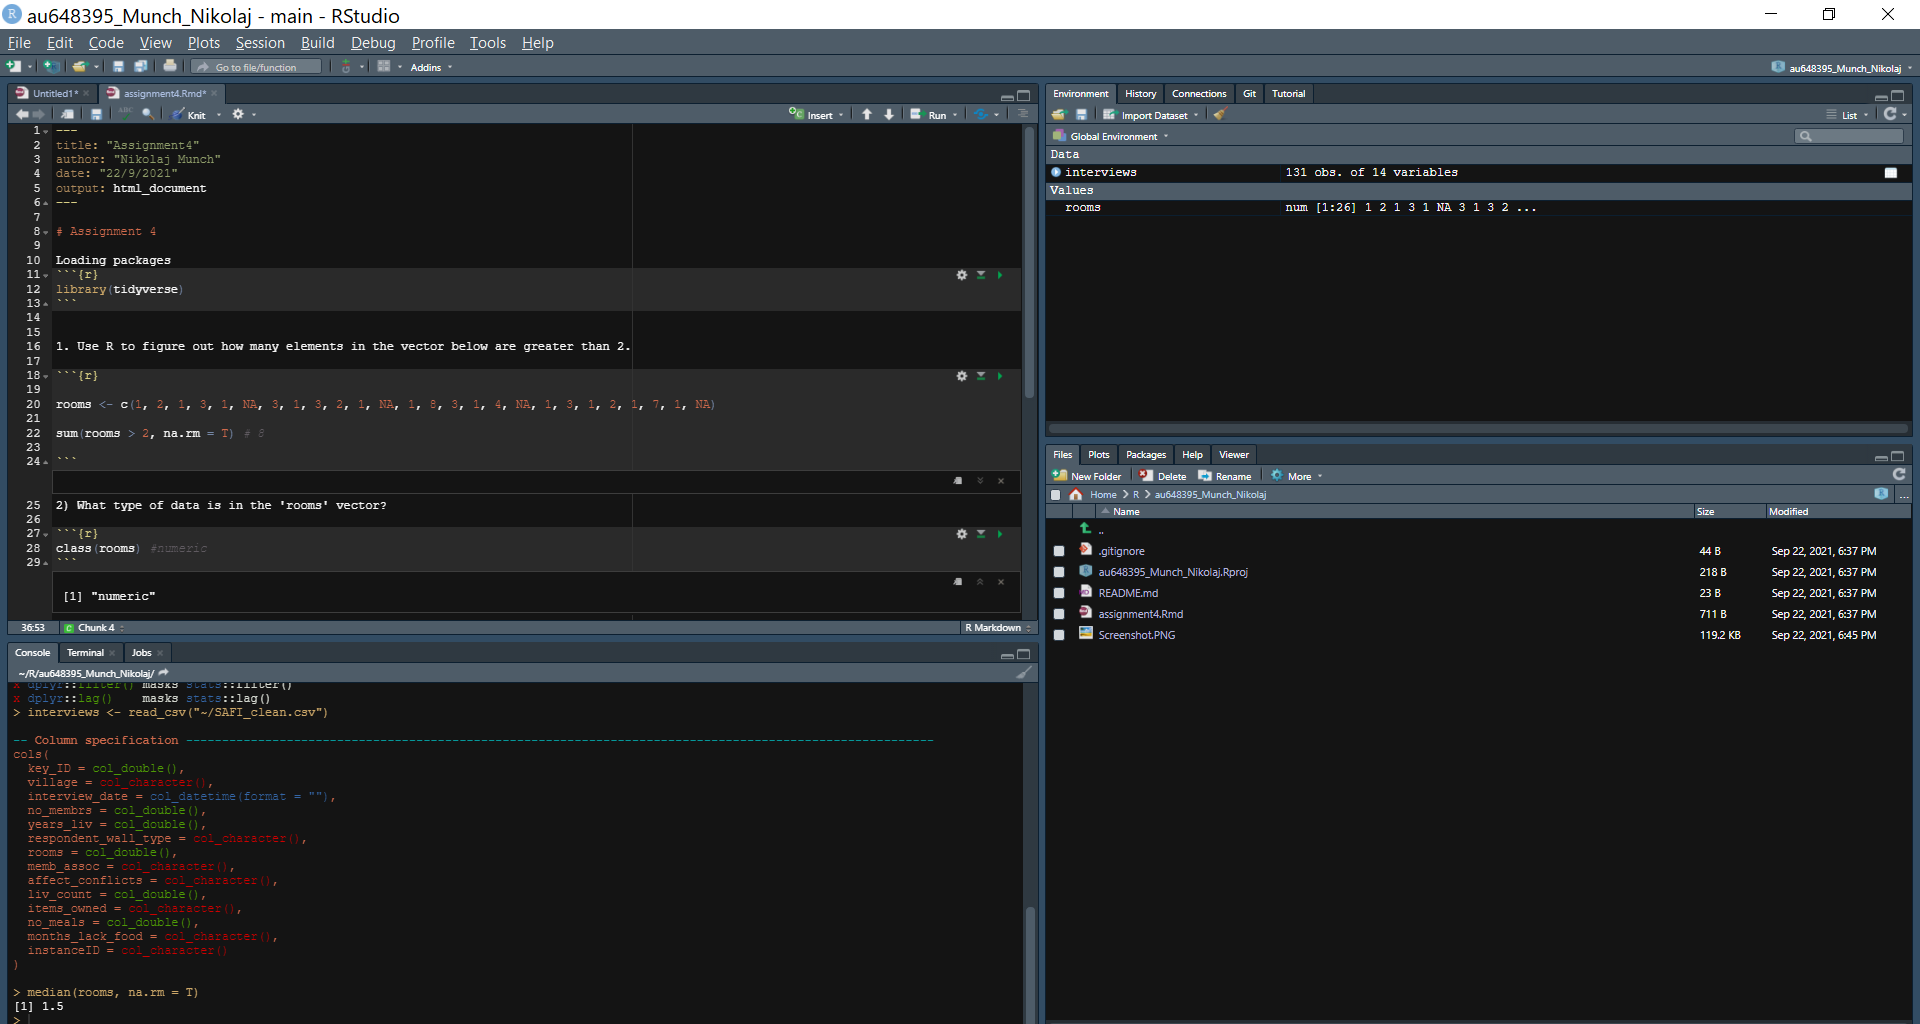 au648395_Munch_Nikolaj - main - RStudio
File Edit Code View Plots Session Build Debug Profile Tools Help
Go to file/function Addins au648395_Munch_Nikolaj
Untitled1* assignment4.Rmd*
ABC Knit Insert Run
1 ---
2 title: "Assignment4"
3 author: "Nikolaj Munch"
4 date: "22/9/2021"
5 output: html_document
6 ---
7
8 # Assignment 4
9
10 Loading packages
11 ```{r}
12 library(tidyverse)
13 ```
14
15
16 1. Use R to figure out how many elements in the vector below are greater than 2.
17
18 ```{r}
19
20 rooms <- c(1, 2, 1, 3, 1, NA, 3, 1, 3, 2, 1, NA, 1, 8, 3, 1, 4, NA, 1, 3, 1, 2, 1, 7, 1, NA)
21
22 sum(rooms > 2, na.rm = T) # 8
23
24 ```
25 2) What type of data is in the 'rooms' vector?
26
27 ```{r}
28 class(rooms) #numeric
29 ```
[1] "numeric"
36:53 Chunk 4 R Markdown
Console Terminal Jobs
~/R/au648395_Munch_Nikolaj/
x dplyr::filter() masks stats::filter()
x dplyr::lag() masks stats::lag()
> interviews <- read_csv("~/SAFI_clean.csv")
-- Column specification --------------------------------------------------------------------------------------------------------
cols(
key_ID = col_double(),
village = col_character(),
interview_date = col_datetime(format = ""),
no_membrs = col_double(),
years_liv = col_double(),
respondent_wall_type = col_character(),
rooms = col_double(),
memb_assoc = col_character(),
affect_conflicts = col_character(),
liv_count = col_double(),
items_owned = col_character(),
no_meals = col_double(),
months_lack_food = col_character(),
instanceID = col_character()
)
> median(rooms, na.rm = T)
[1] 1.5
>
Environment History Connections Git Tutorial
Import Dataset List
Global Environment
Data
interviews 131 obs. of 14 variables
Values
rooms num [1:26] 1 2 1 3 1 NA 3 1 3 2 ...
Files Plots Packages Help Viewer
New Folder Delete Rename More
Home > R > au648395_Munch_Nikolaj ...
Name Size Modified
..
.gitignore 44 B Sep 22, 2021, 6:37 PM
au648395_Munch_Nikolaj.Rproj 218 B Sep 22, 2021, 6:37 PM
README.md 23 B Sep 22, 2021, 6:37 PM
assignment4.Rmd 711 B Sep 22, 2021, 6:37 PM
Screenshot.PNG 119.2 KB Sep 22, 2021, 6:45 PM